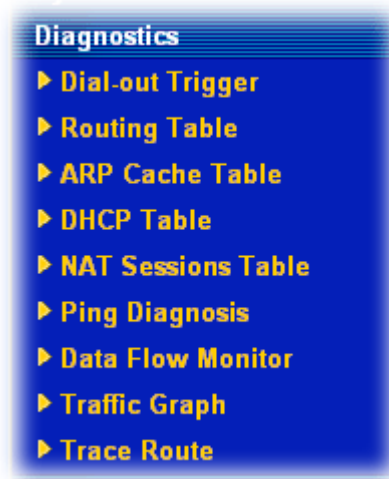 Diagnostics
Dial-out Trigger
Routing Table
ARP Cache Table
DHCP Table
NAT Sessions Table
Ping Diagnosis
Data Flow Monitor
Traffic Graph
Trace Route